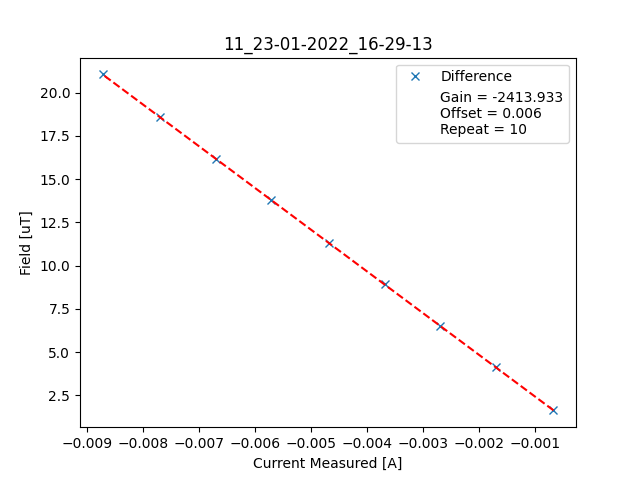 11_23-01-2022_16-29-13
Difference
Gain = -2413.933
Offset = 0.006
Repeat = 10
Field [uT]
20.0
17.5
15.0
12.5
10.0
7.5
5.0
2.5
−0.009 −0.008 −0.007 −0.006 −0.005 −0.004 −0.003 −0.002 −0.001
Current Measured [A]